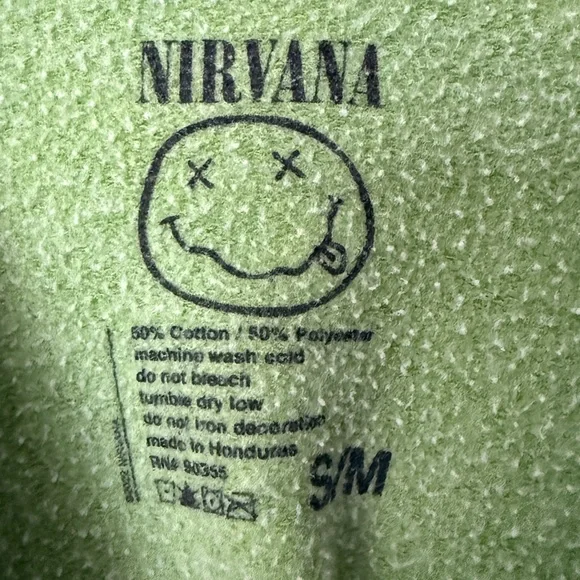 NIRVANA
50% Cotton / 50% Polyester
machine wash cold
do not bleach
tumble dry low
do not iron decoration
made in Honduras
RN# 90355
S/M